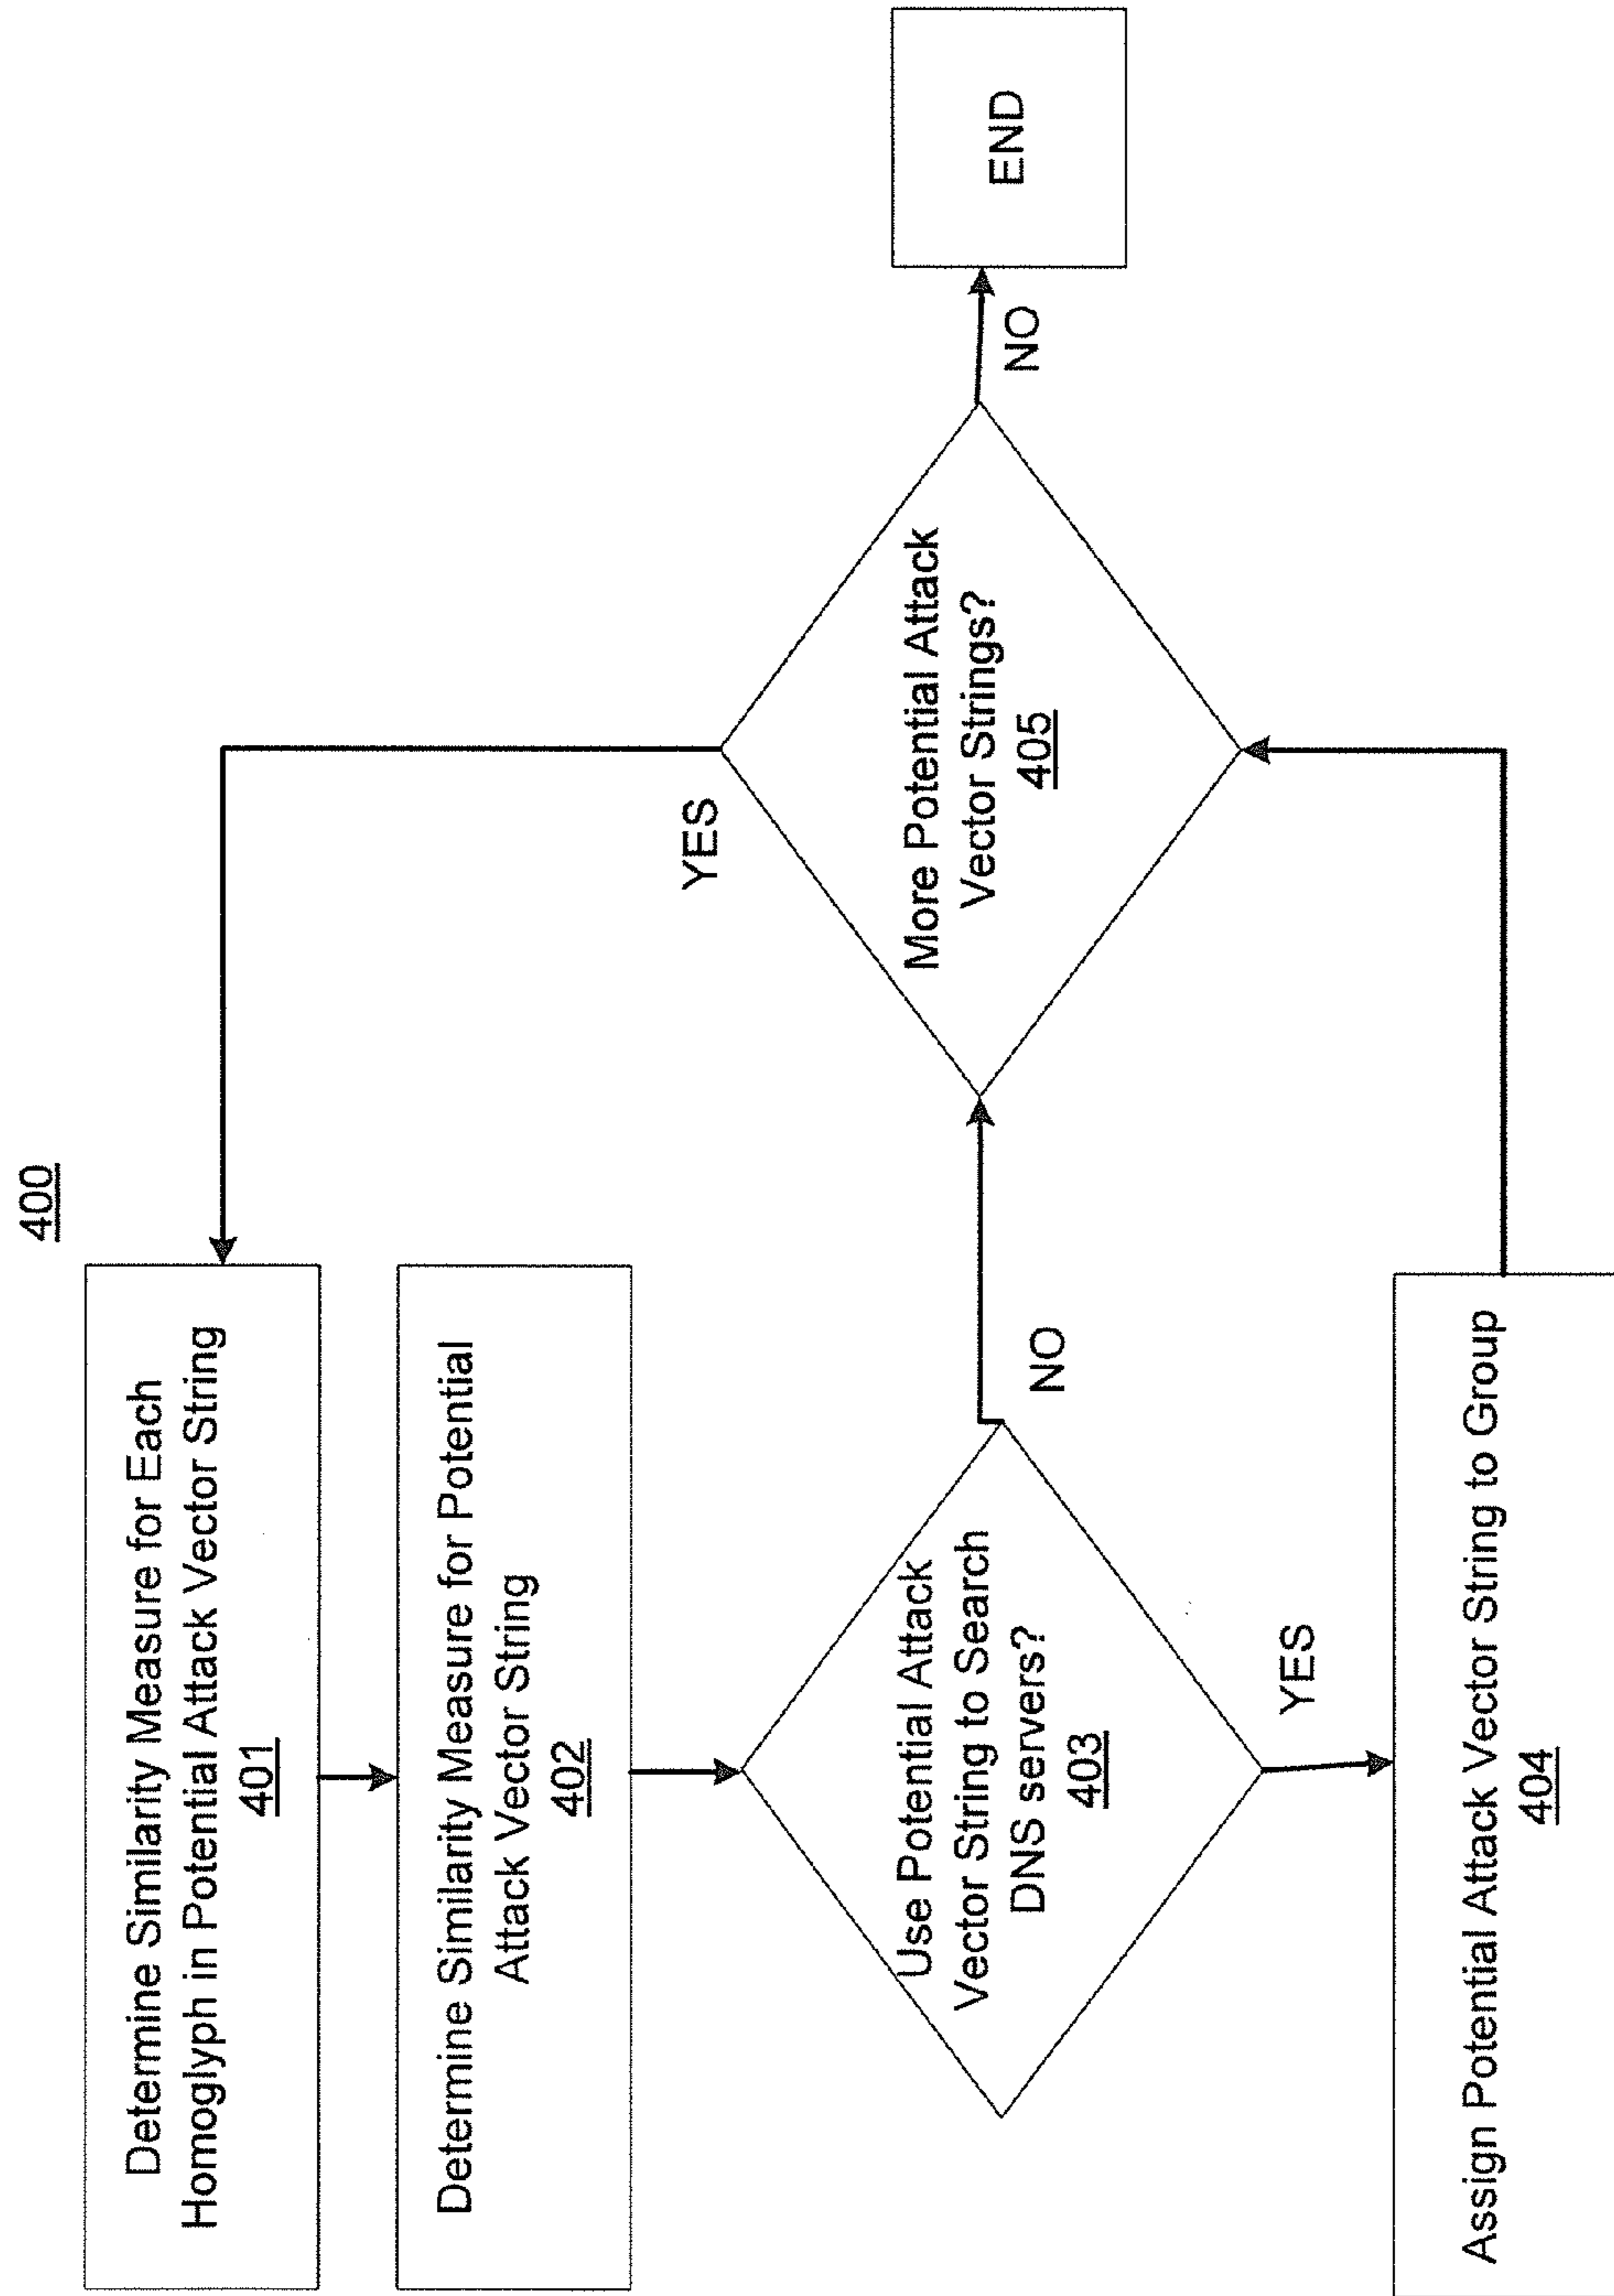 400
Determine Similarity Measure for Each
Homoglyph in Potential Attack Vector String
401
Determine Similarity Measure for Potential
Attack Vector String
402
Use Potential Attack
Vector String to Search
DNS servers?
403
NO
YES
Assign Potential Attack Vector String to Group
404
More Potential Attack
Vector Strings?
405
YES
NO
END